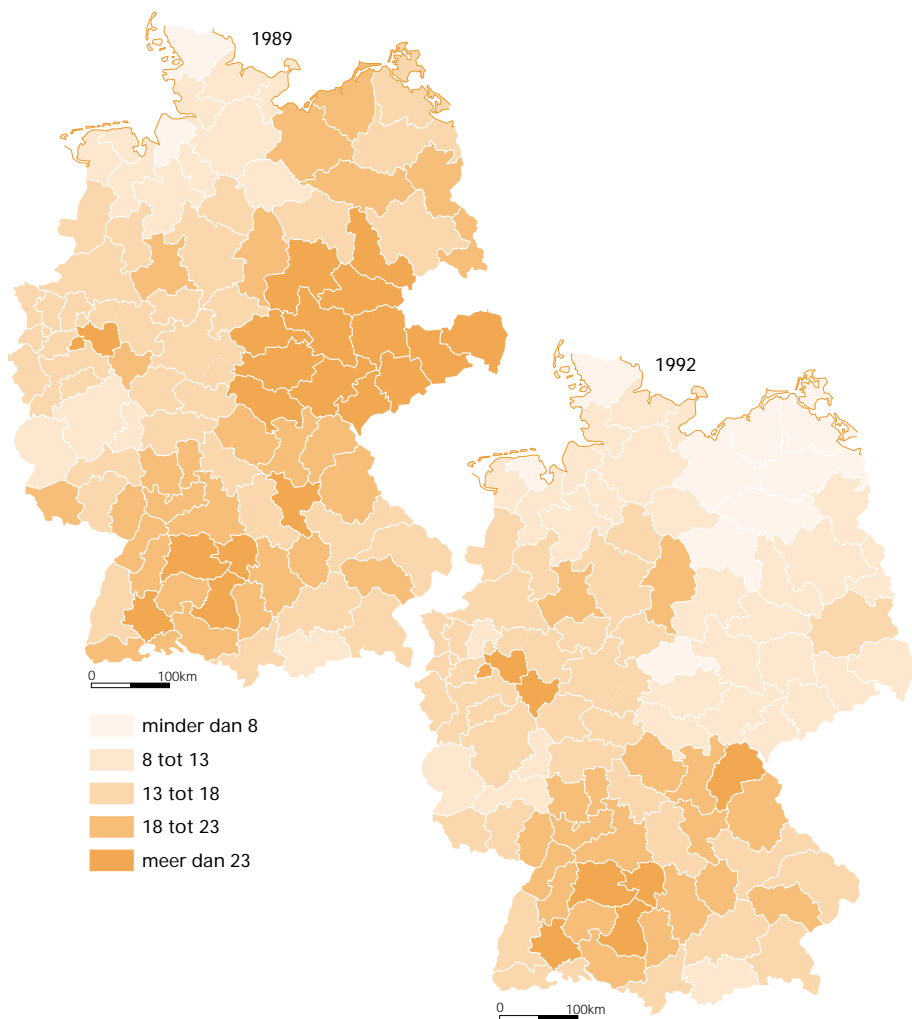 1989
1992
0 100km
minder dan 8
8 tot 13
13 tot 18
18 tot 23
meer dan 23
0 100km